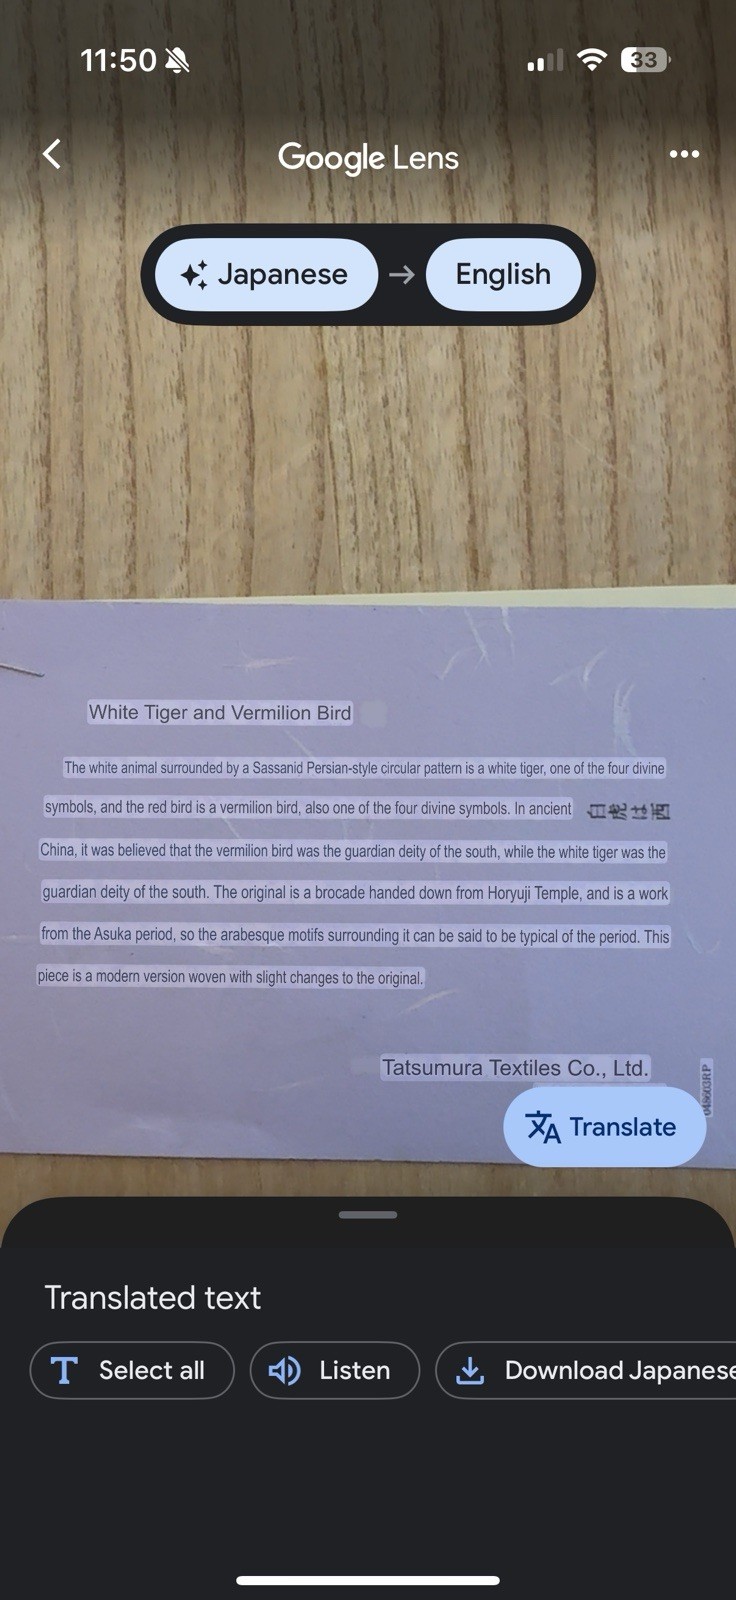 11:50
33
Google Lens
Japanese → English
White Tiger and Vermilion Bird
The white animal surrounded by a Sassanid Persian-style circular pattern is a white tiger, one of the four divine
symbols, and the red bird is a vermilion bird, also one of the four divine symbols. In ancient 白虎は西
China, it was believed that the vermilion bird was the guardian deity of the south, while the white tiger was the
guardian deity of the south. The original is a brocade handed down from Horyuji Temple, and is a work
from the Asuka period, so the arabesque motifs surrounding it can be said to be typical of the period. This
piece is a modern version woven with slight changes to the original.
Tatsumura Textiles Co., Ltd.
048603RP
Translate
Translated text
Select all
Listen
Download Japanese